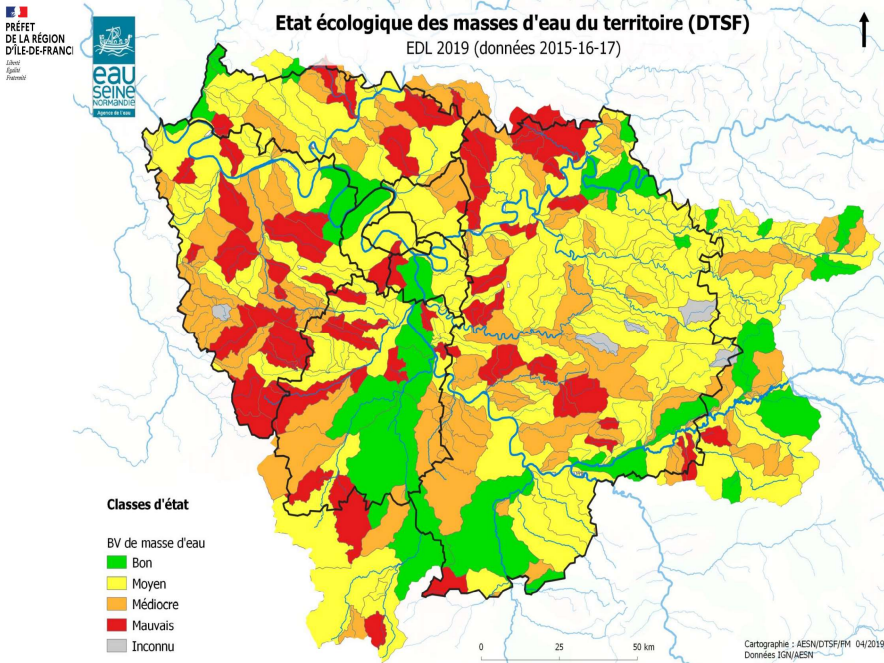 PRÉFET
DE LA RÉGION
D'ÎLE-DE-FRANCI
Liberté
Égalité
Fraternité
eau
SEINE
NORMANDIE
Agence de l'eau
Etat écologique des masses d'eau du territoire (DTSF)
EDL 2019 (données 2015-16-17)
Classes d'état
BV de masse d'eau
Bon
Moyen
Médiocre
Mauvais
Inconnu
0 25 50 km
Cartographie : AESN/DTSF/FM 04/2019
Données IGN/AESN